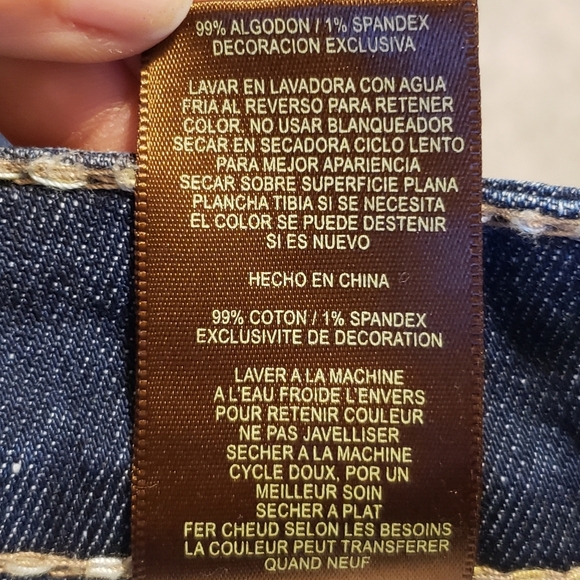 99% ALGODON / 1% SPANDEX
DECORACION EXCLUSIVA
LAVAR EN LAVADORA CON AGUA
FRIA AL REVERSO PARA RETENER
COLOR. NO USAR BLANQUEADOR
SECAR EN SECADORA CICLO LENTO
PARA MEJOR APARIENCIA
SECAR SOBRE SUPERFICIE PLANA
PLANCHA TIBIA SI SE NECESITA
EL COLOR SE PUEDE DESTENIR
SI ES NUEVO
HECHO EN CHINA
99% COTON / 1% SPANDEX
EXCLUSIVITE DE DECORATION
LAVER A LA MACHINE
A L'EAU FROIDE L'ENVERS
POUR RETENIR COULEUR
NE PAS JAVELLISER
SECHER A LA MACHINE
CYCLE DOUX, POR UN
MEILLEUR SOIN
SECHER A PLAT
FER CHEUD SELON LES BESOINS
LA COULEUR PEUT TRANSFERER
QUAND NEUF